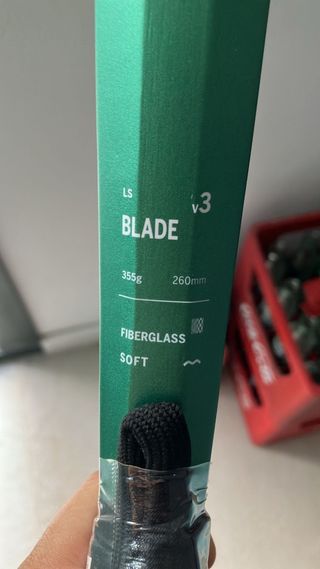 LS
v3
BLADE
355g 260mm
FIBERGLASS
SOFT